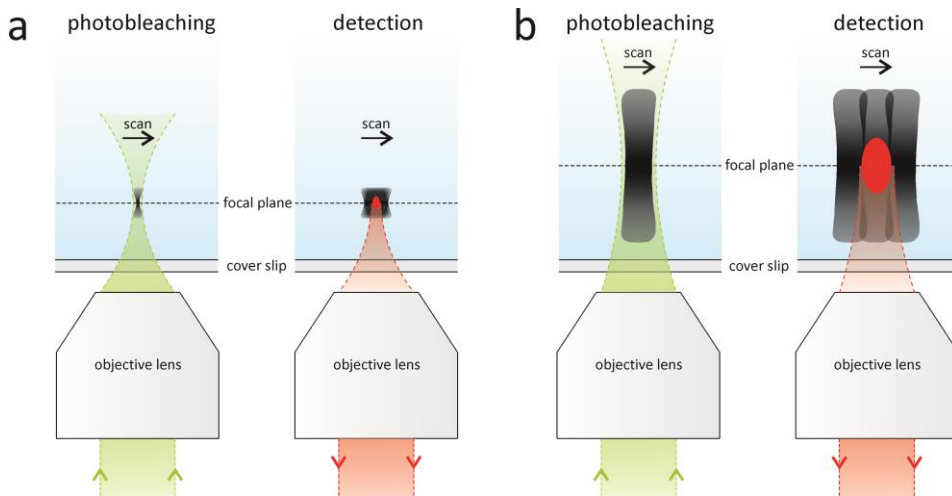 a
photobleaching
detection
scan
scan
focal plane
cover slip
objective lens
objective lens
b
photobleaching
detection
scan
scan
focal plane
cover slip
objective lens
objective lens